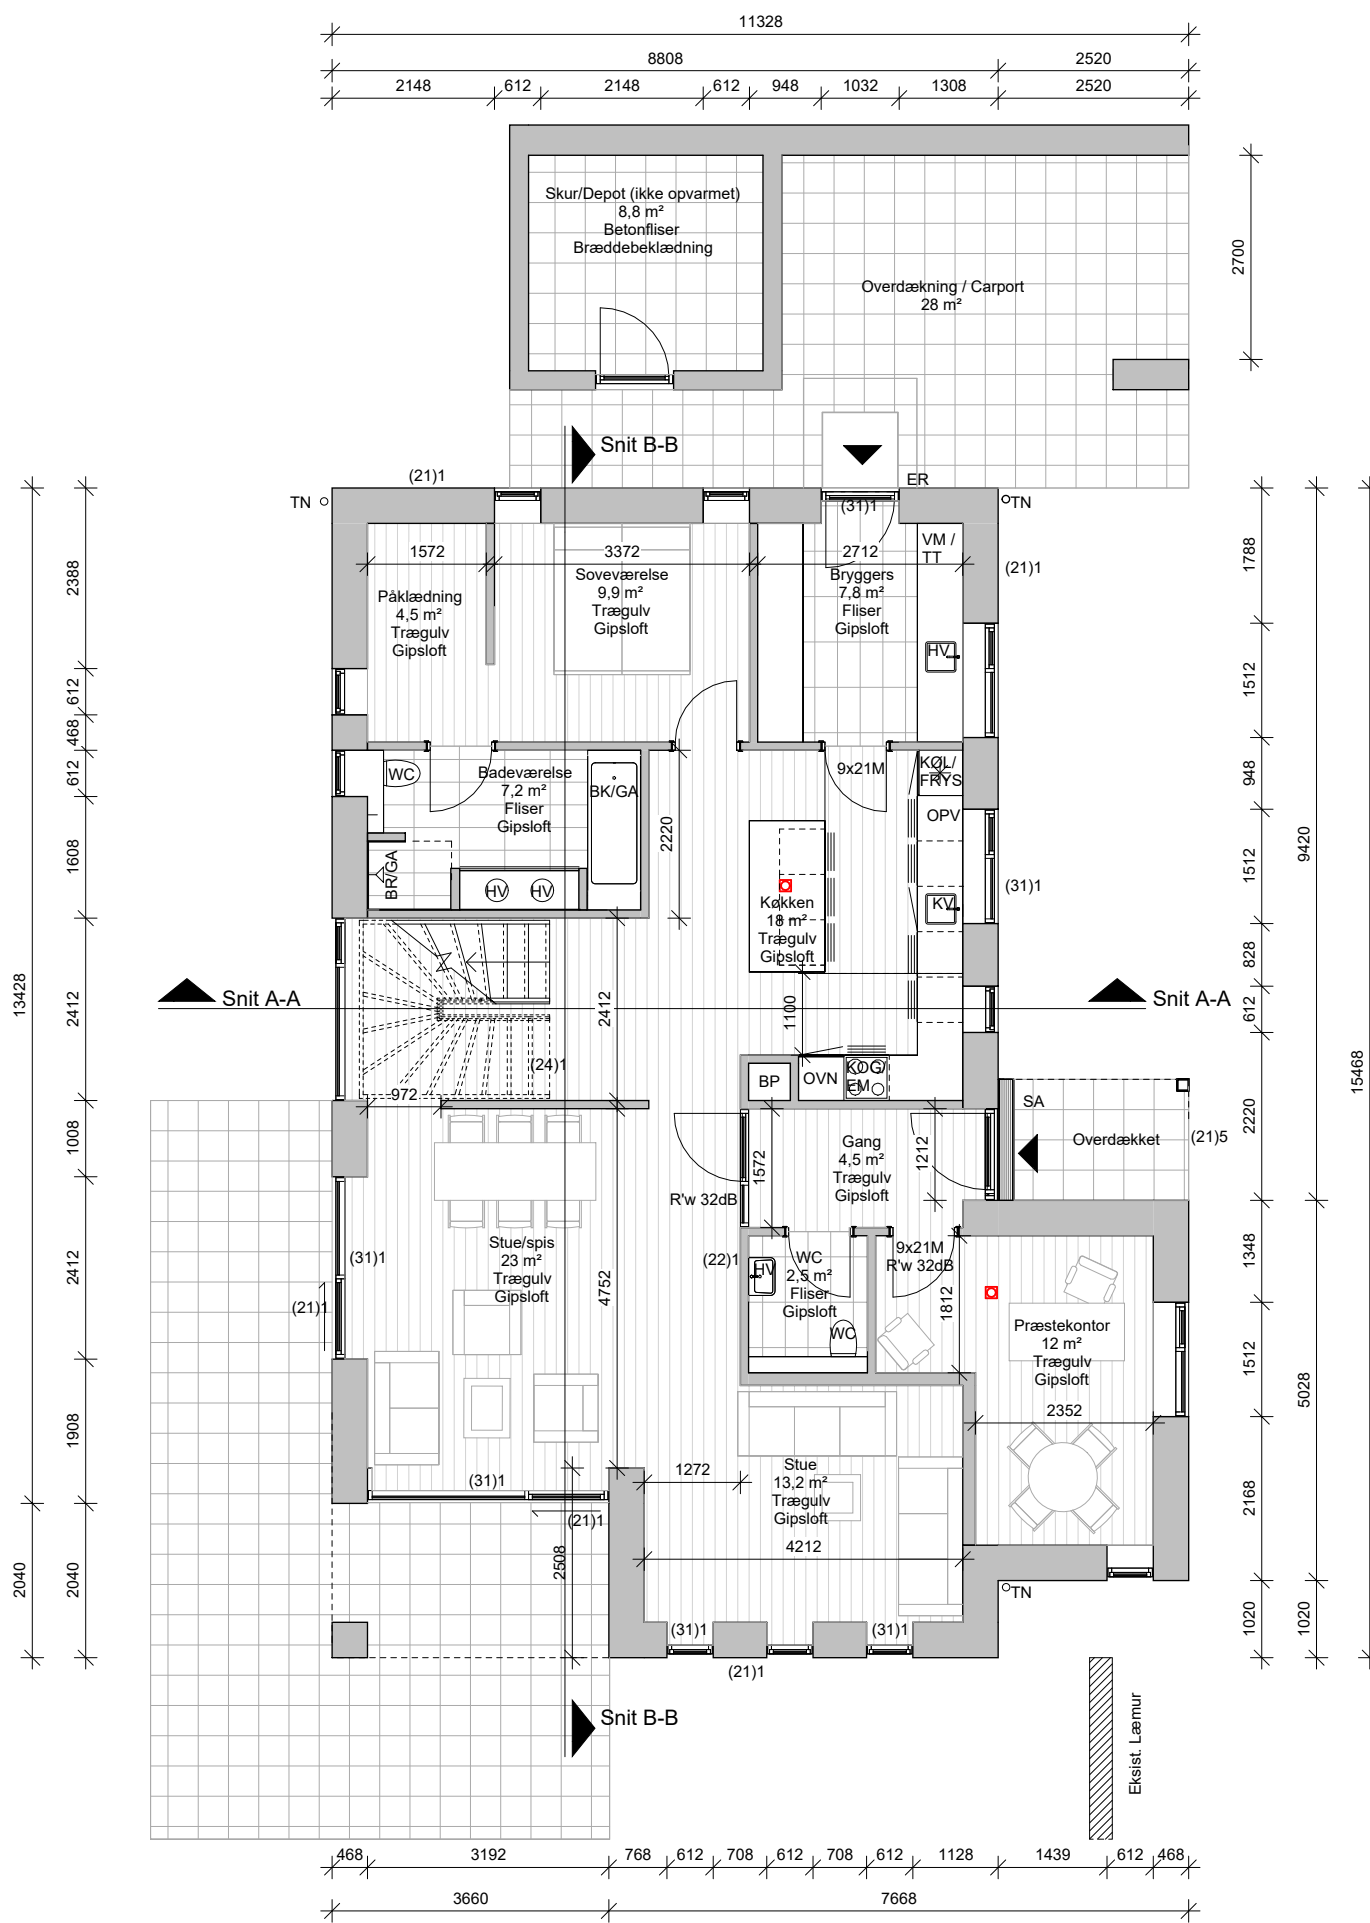 11328
8808
2520
2148
612
2148
612
948
1032
1308
2520
Skur/Depot (ikke opvarmet)
8,8 m²
Betonfliser
Bræddebeklædning
Overdækning / Carport
28 m²
2700
Snit B-B
(21)1
TN
ER
(31)1
TN
VM /
TT
(21)1
1572
3372
2712
Påklædning
4,5 m²
Trægulv
Gipsloft
Soveværelse
9,9 m²
Trægulv
Gipsloft
Bryggers
7,8 m²
Fliser
Gipsloft
HV
WC
Badeværelse
7,2 m²
Fliser
Gipsloft
BK/GA
BR/GA
HV
HV
2220
9x21M
KØL/
FRYS
OPV
KV
(31)1
Køkken
18 m²
Trægulv
Gipsloft
1100
Snit A-A
Snit A-A
2412
(24)1
972
BP
OVN
KOG/
EM
SA
Overdækket
(21)5
Gang
4,5 m²
Trægulv
Gipsloft
1572
1212
R'w 32dB
9x21M
R'w 32dB
(22)1
WC
2,5 m²
Fliser
Gipsloft
HV
WC
1812
Stue/spis
23 m²
Trægulv
Gipsloft
4752
(31)1
(21)1
Præstekontor
12 m²
Trægulv
Gipsloft
2352
Stue
13,2 m²
Trægulv
Gipsloft
1272
4212
(31)1
(21)1
2508
(31)1
(31)1
(21)1
TN
Snit B-B
Eksist. Læmur
13428
2040
2388
612
468
612
1608
2412
1008
2412
1908
2040
1788
1512
948
1512
828
612
2220
1348
1512
2168
1020
9420
5028
1020
15468
468
3192
768
612
708
612
708
612
1128
1439
612
468
3660
7668